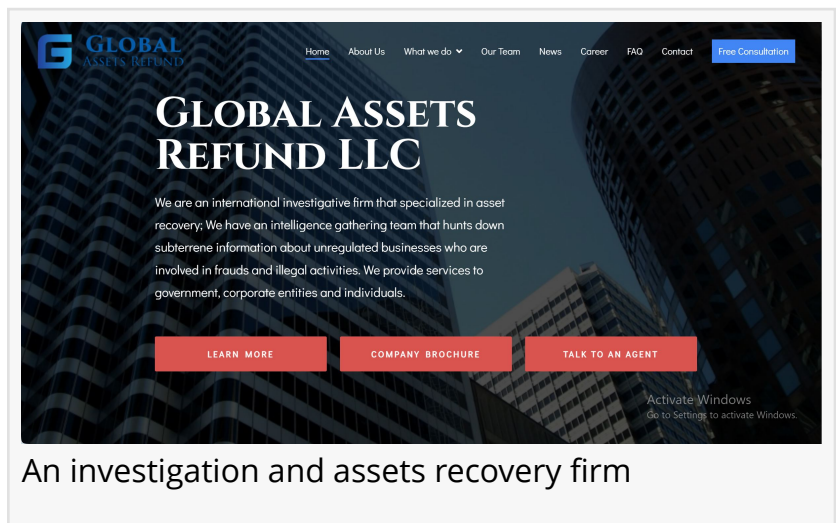 GLOBAL
ASSETS REFUND
Home About Us What we do Our Team News Career FAQ Contact Free Consultation
GLOBAL ASSETS
REFUND LLC
We are an international investigative firm that specialized in asset
recovery; We have an intelligence gathering team that hunts down
subterrene information about unregulated businesses who are
involved in frauds and illegal activities. We provide services to
government, corporate entities and individuals.
LEARN MORE COMPANY BROCHURE TALK TO AN AGENT
Activate Windows
Go to Settings to activate Windows.
An investigation and assets recovery firm